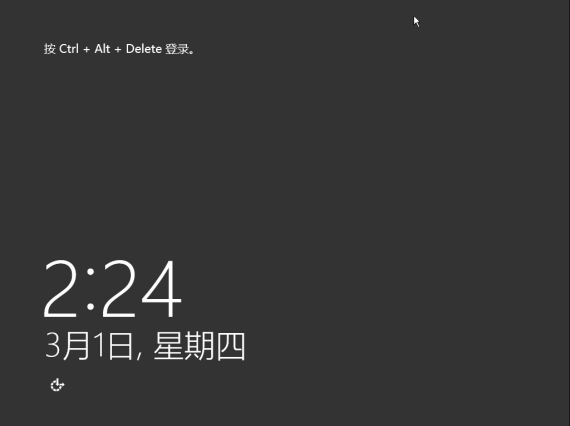 按 Ctrl + Alt + Delete 登录。
2:24
3月1日, 星期四